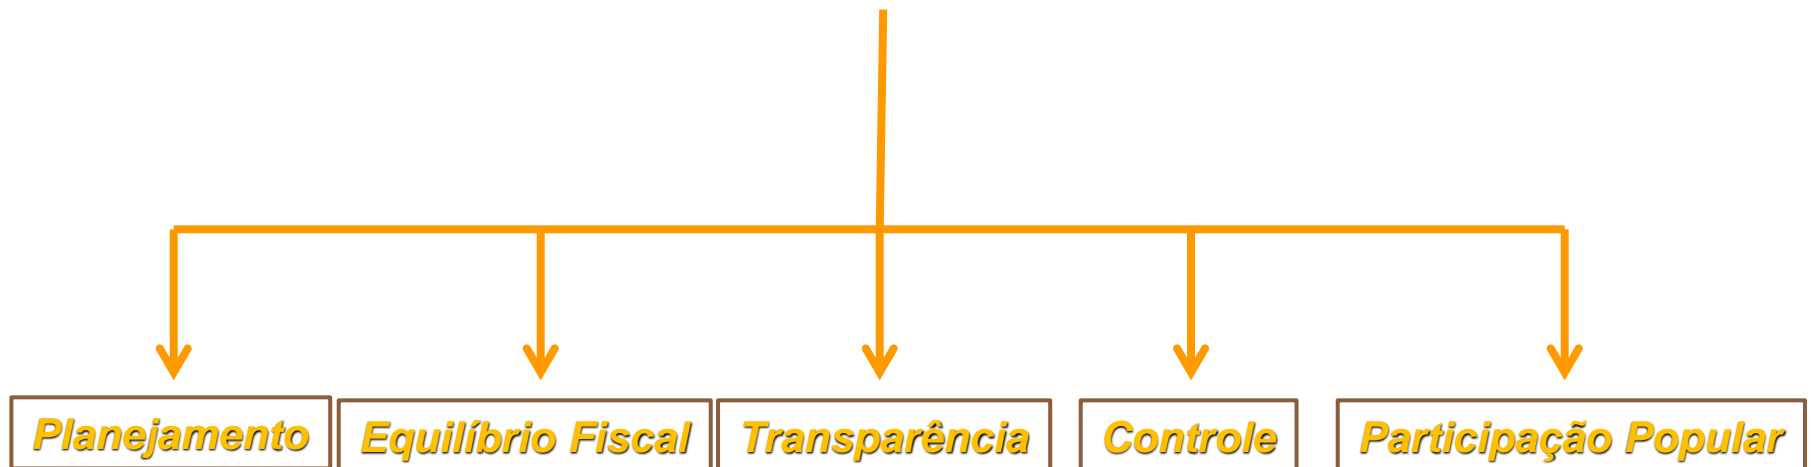 Planejamento
Equilíbrio Fiscal
Transparência
Controle
Participação Popular